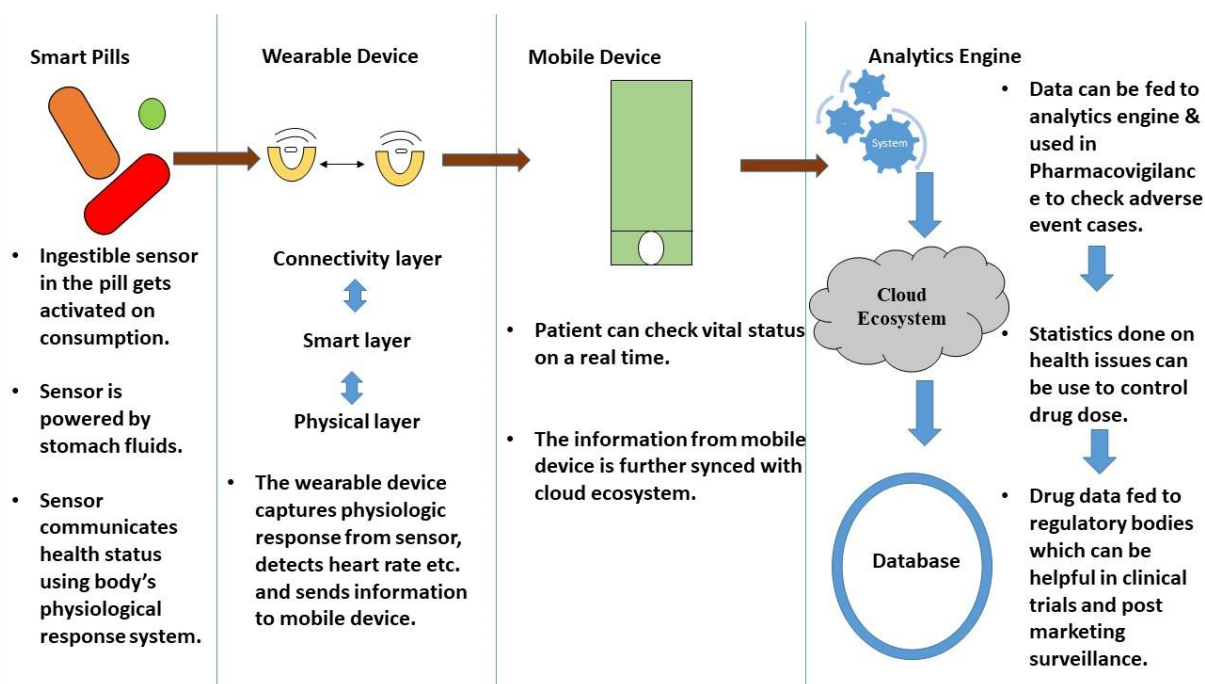 Smart Pills
• Ingestible sensor
in the pill gets
activated on
consumption.
• Sensor is
powered by
stomach fluids.
• Sensor
communicates
health status
using body's
physiological
response system.
Wearable Device
Connectivity layer
Smart layer
Physical layer
• The wearable device
captures physiologic
response from sensor,
detects heart rate etc.
and sends information
to mobile device.
Mobile Device
• Patient can check vital status
on a real time.
• The information from mobile
device is further synced with
cloud ecosystem.
Analytics Engine
System
Cloud
Ecosystem
Database
• Data can be fed to
analytics engine &
used in
Pharmacovigilanc
e to check adverse
event cases.
• Statistics done on
health issues can
be use to control
drug dose.
• Drug data fed to
regulatory bodies
which can be
helpful in clinical
trials and post
marketing
surveillance.